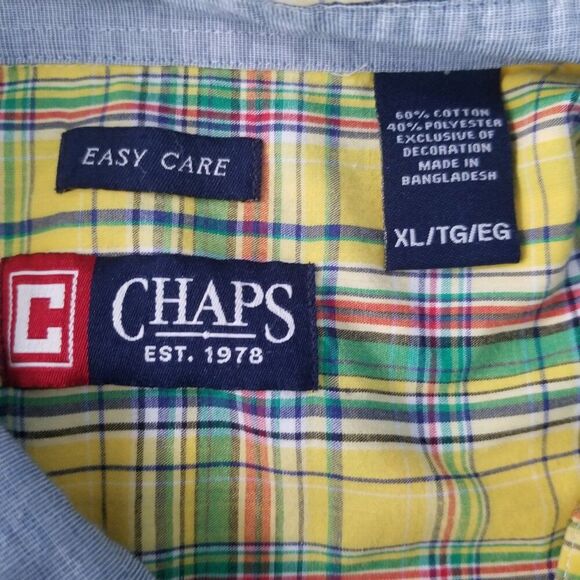 60% COTTON
40% POLYESTER
EXCLUSIVE OF
DECORATION
MADE IN
BANGLADESH
XL/TG/EG
EASY CARE
C
CHAPS
EST. 1978